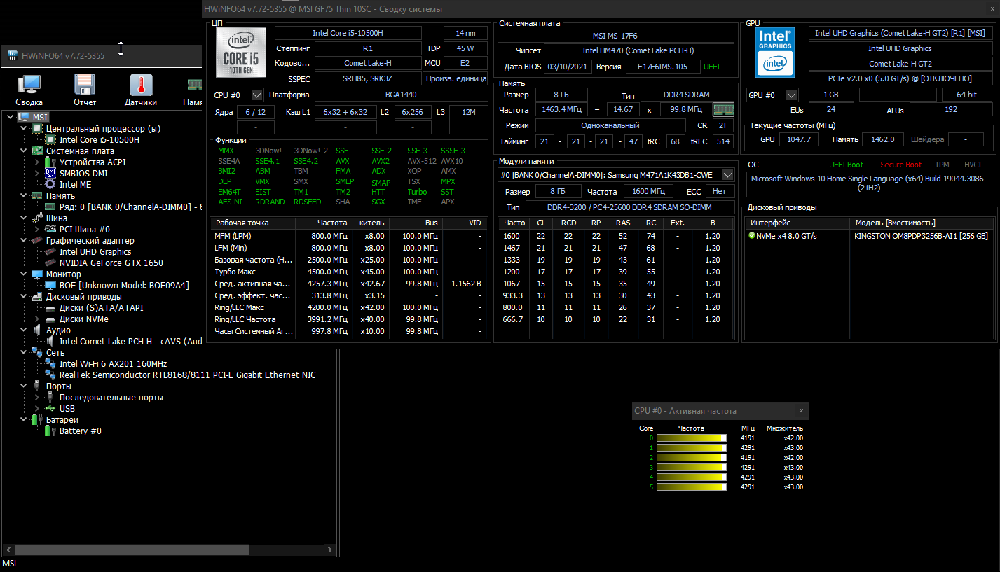 HWiNFO64 v7.72-5355 @ MSI GF75 Thin 10SC - Сводку системы
HWiNFO64 v7.72-5355
Сводка
Отчет
Датчики
Памя
MSI
Центральный процессор (ы)
Intel Core i5-10500H
Системная плата
Устройства ACPI
SMBIOS DMI
Intel ME
Память
Ряд: 0 [BANK 0/ChannelA-DIMM0] - 8
Шина
PCI Шина #0
Графический адаптер
Intel UHD Graphics
NVIDIA GeForce GTX 1650
Монитор
BOE [Unknown Model: BOE09A4]
Дисковый приводы
Диски (S)ATA/ATAPI
Диски NVMe
Аудио
Intel Comet Lake PCH-H - cAVS (Aud
Сеть
Intel Wi-Fi 6 AX201 160MHz
RealTek Semiconductor RTL8168/8111 PCI-E Gigabit Ethernet NIC
Порты
Последовательные порты
USB
Батареи
Battery #0
MSI
ЦП
intel CORE i5 10TH GEN
Intel Core i5-10500H 14 nm
Степпинг R1 TDP 45 W
Кодово... Comet Lake-H MCU E2
SSPEC SRH85, SRK3Z Произв. единица
CPU #0 Платформа BGA1440
Ядра 6 / 12 Кэш L1 6x32 + 6x32 L2 6x256 L3 12M
- -
Функции
MMX 3DNow! 3DNow!-2 SSE SSE-2 SSE-3 SSSE-3
SSE4A SSE4.1 SSE4.2 AVX AVX2 AVX-512 AVX10
BMI2 ABM TBM FMA ADX XOP AMX
DEP VMX SMX SMEP SMAP TSX MPX
EM64T EIST TM1 TM2 HTT Turbo SST
AES-NI RDRAND RDSEED SHA SGX TME APX
Рабочая точка Частота житель Bus VID
MFM (LPM) 800.0 МГц x8.00 100.0 МГц -
LFM (Min) 800.0 МГц x8.00 100.0 МГц -
Базовая частота (H... 2500.0 МГц x25.00 100.0 МГц -
Турбо Макс 4500.0 МГц x45.00 100.0 МГц -
Сред. активная ча... 4257.3 МГц x42.67 99.8 МГц 1.1562 В
Сред. эффект. час... 313.8 МГц x3.15 - -
Ring/LLC Макс 4200.0 МГц x42.00 100.0 МГц -
Ring/LLC Частота 3991.2 МГц x40.00 99.8 МГц -
Часы Системный Аг... 997.8 МГц x10.00 99.8 МГц -
Системная плата
MSI MS-17F6
Чипсет Intel HM470 (Comet Lake PCH-H)
Дата BIOS 03/10/2021 Версия E17F6IMS.105 UEFI
Память
Размер 8 ГБ Тип DDR4 SDRAM
Частота 1463.4 МГц = 14.67 x 99.8 МГц
Режим Одноканальный CR 2T
Тайминг 21 - 21 - 21 - 47 tRC 68 tRFC 514
Модули памяти
#0 [BANK 0/ChannelA-DIMM0]: Samsung M471A1K43DB1-CWE
Размер 8 ГБ Частота 1600 МГц ECC Нет
Тип DDR4-3200 / PC4-25600 DDR4 SDRAM SO-DIMM
Часто CL RCD RP RAS RC Ext. В
1600 22 22 22 52 74 - 1.20
1467 21 21 21 47 68 - 1.20
1333 19 19 19 43 61 - 1.20
1200 17 17 17 39 55 - 1.20
1067 15 15 15 35 49 - 1.20
933.3 13 13 13 30 43 - 1.20
800.0 11 11 11 26 37 - 1.20
666.7 10 10 10 22 31 - 1.20
GPU
Intel GRAPHICS intel
Intel UHD Graphics (Comet Lake-H GT2) [R1] [MSI]
Intel UHD Graphics
Comet Lake-H GT2
PCIe v2.0 x0 (5.0 GT/s) @ [ОТКЛЮЧЕНО]
GPU #0 1 GB - 64-bit
EUs 24 ALUs 192
Текущие частоты (МГц)
GPU 1047.7 Память 1462.0 Шейдера -
ОС UEFI Boot Secure Boot TPM HVCI
Microsoft Windows 10 Home Single Language (x64) Build 19044.3086
(21H2)
Дисковый приводы
Интерфейс Модель [Вместимость]
NVMe x4 8.0 GT/s KINGSTON OM8PDP3256B-AI1 [256 GB]
CPU #0 - Активная частота
Core Частота МГц Множитель
0 4191 x42.00
1 4291 x43.00
2 4191 x42.00
3 4291 x43.00
4 4291 x43.00
5 4291 x43.00